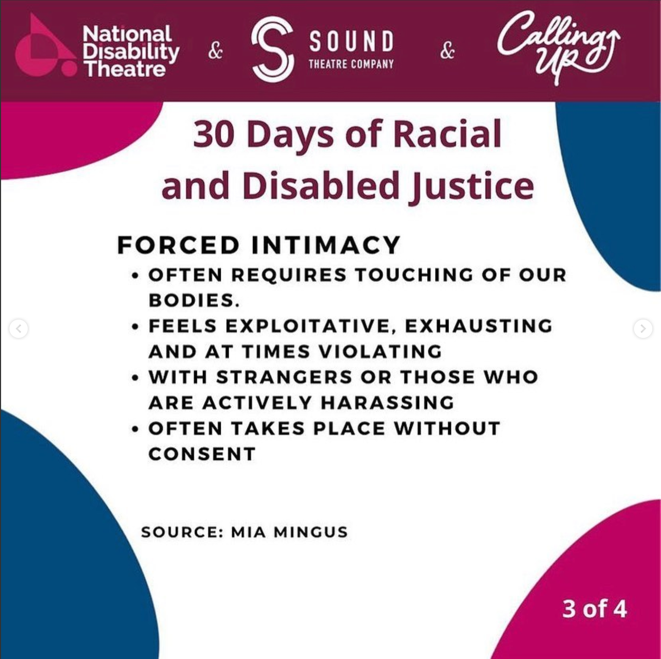 National
Disability
Theatre
&
S SOUND
THEATRE COMPANY
&
Calling
UP
30 Days of Racial
and Disabled Justice
FORCED INTIMACY
• OFTEN REQUIRES TOUCHING OF OUR
BODIES.
• FEELS EXPLOITATIVE, EXHAUSTING
AND AT TIMES VIOLATING
• WITH STRANGERS OR THOSE WHO
ARE ACTIVELY HARASSING
• OFTEN TAKES PLACE WITHOUT
CONSENT
SOURCE: MIA MINGUS
3 of 4